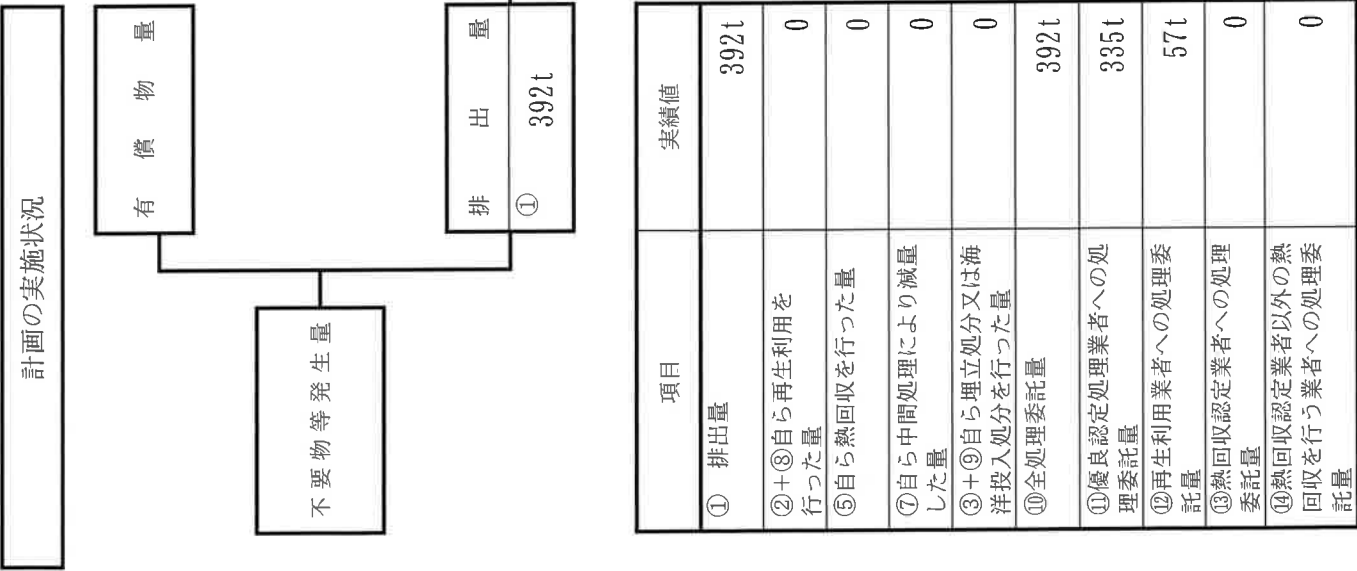 計画の実施状況
有償物量
不要物等発生量
排出量
①
392t
項目
実績値
① 排出量
392t
②+⑧自ら再生利用を
行った量
0
⑤自ら熱回収を行った量
0
⑦自ら中間処理により減量
した量
0
③+⑨自ら埋立処分又は海
洋投入処分を行った量
0
⑩全処理委託量
392t
⑪優良認定処理業者への処
理委託量
335t
⑫再生利用業者への処理委
託量
57t
⑬熱回収認定業者への処理
委託量
0
⑭熱回収認定業者以外の熱
回収を行う業者への処理委
託量
0